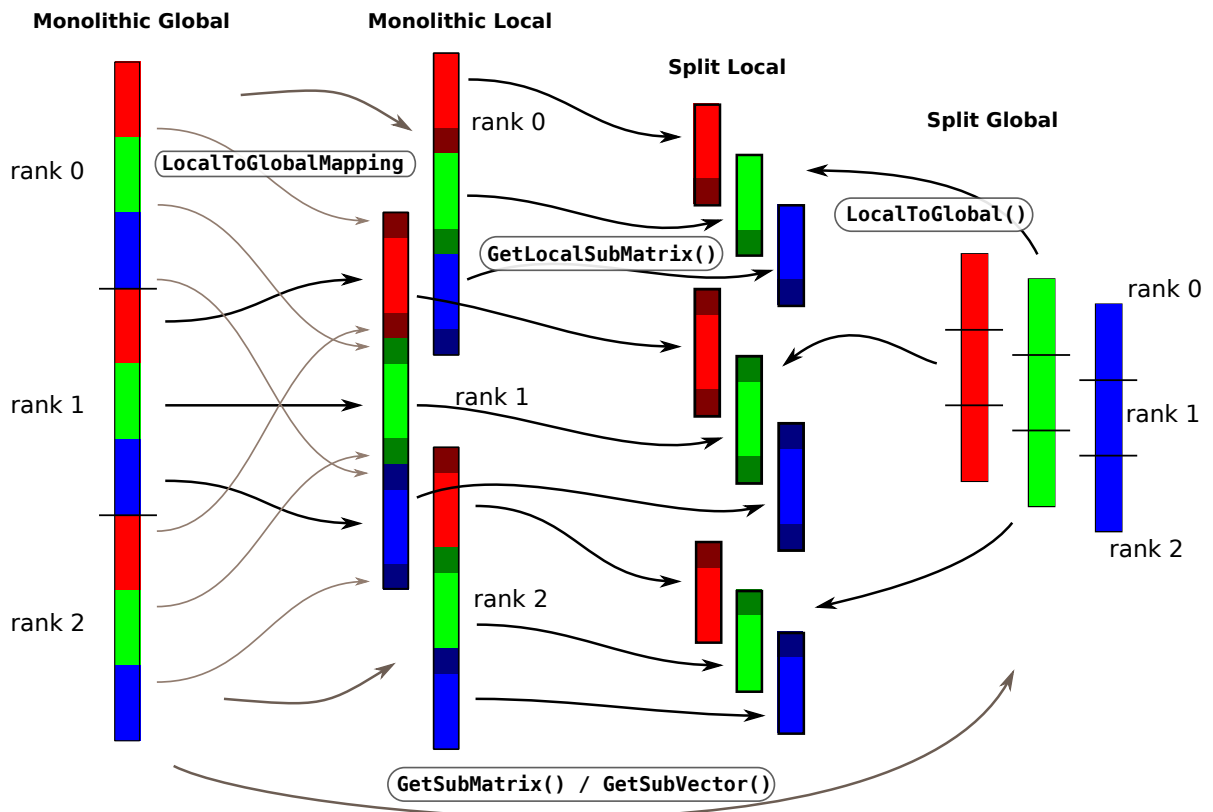 Monolithic Global
Monolithic Local
Split Local
Split Global
rank 0
LocalToGlobalMapping
rank 0
GetLocalSubMatrix()
LocalToGlobal()
rank 0
rank 1
rank 1
rank 1
rank 2
rank 2
rank 2
GetSubMatrix() / GetSubVector()